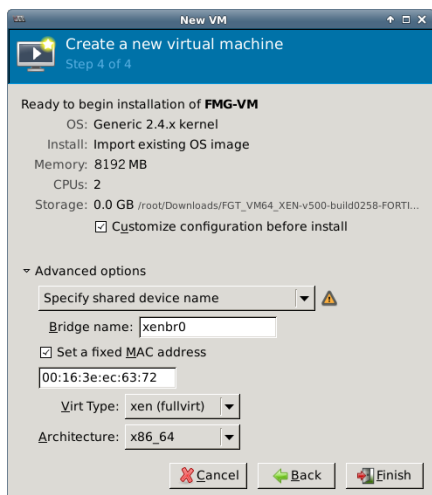 New VM
Create a new virtual machine
Step 4 of 4
Ready to begin installation of FMG-VM
OS: Generic 2.4.x kernel
Install: Import existing OS image
Memory: 8192 MB
CPUs: 2
Storage: 0.0 GB /root/Downloads/FGT_VM64_XEN-v500-build0258-FORTI...
Customize configuration before install
Advanced options
Specify shared device name
Bridge name: xenbr0
Set a fixed MAC address
00:16:3e:ec:63:72
Virt Type: xen (fullvirt)
Architecture: x86_64
Cancel Back Finish